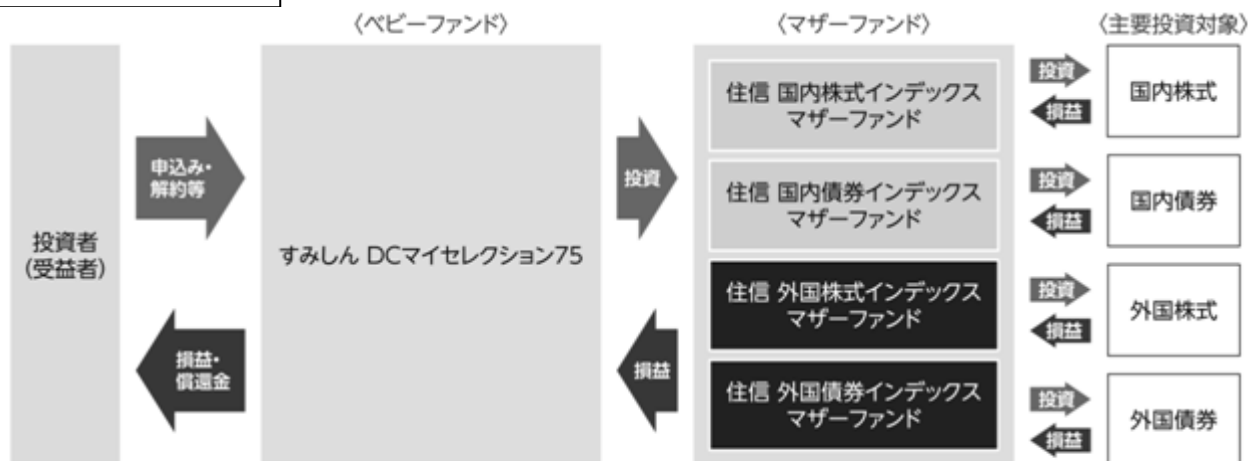 〈ベビーファンド〉
〈マザーファンド〉
〈主要投資対象〉
投資者
(受益者)
申込み・
解約等
損益・
償還金
すみしん DCマイセレクション75
投資
損益
住信 国内株式インデックス
マザーファンド
投資
損益
国内株式
住信 国内債券インデックス
マザーファンド
投資
損益
国内債券
住信 外国株式インデックス
マザーファンド
投資
損益
外国株式
住信 外国債券インデックス
マザーファンド
投資
損益
外国債券